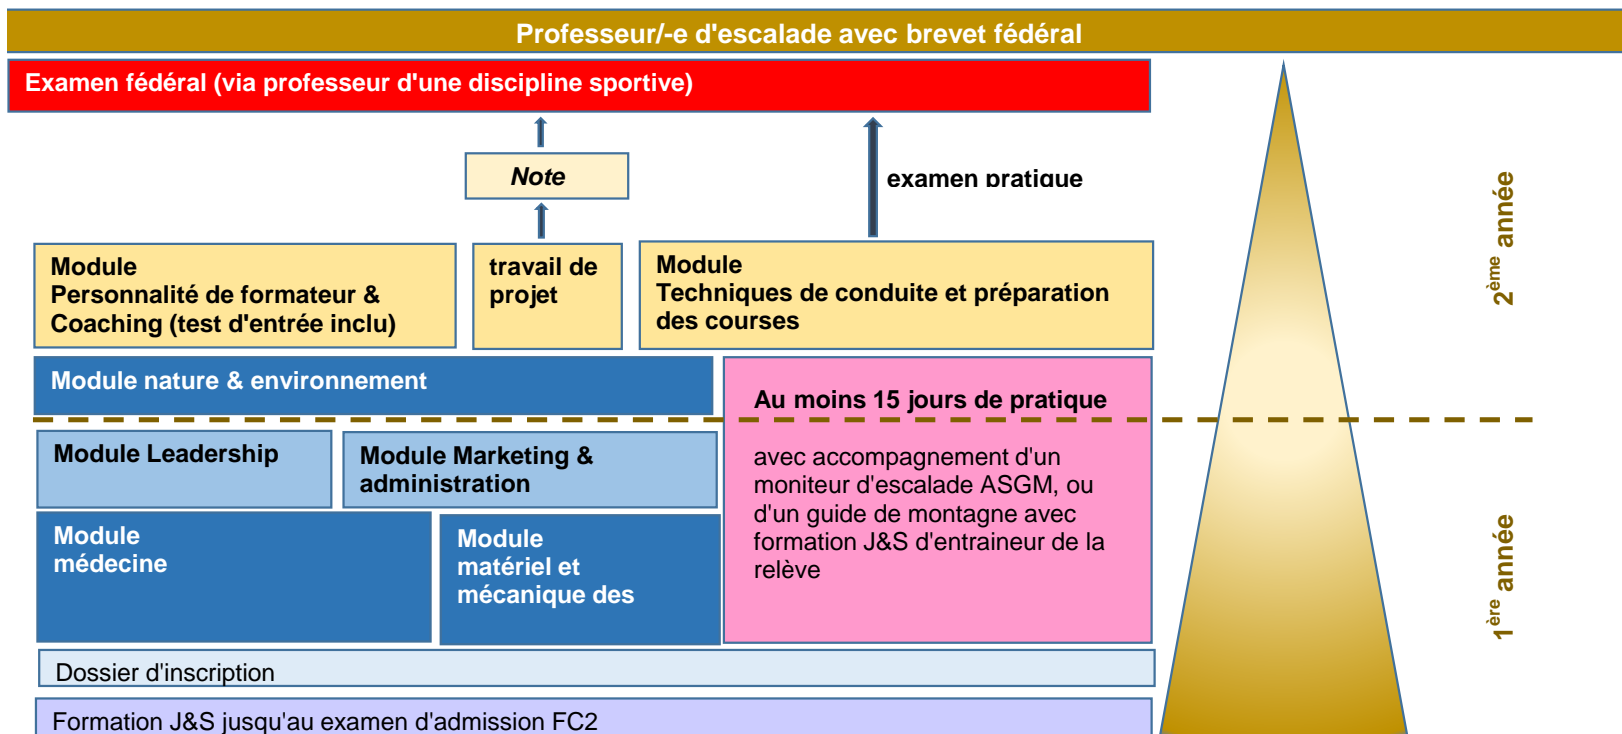 Professeur/-e d'escalade avec brevet fédéral
Examen fédéral (via professeur d'une discipline sportive)
Note
examen pratique
Module
Personnalité de formateur &
Coaching (test d'entrée inclu)
travail de
projet
Module
Techniques de conduite et préparation
des courses
2ème année
Module nature & environnement
Au moins 15 jours de pratique
avec accompagnement d'un
moniteur d'escalade ASGM, ou
d'un guide de montagne avec
formation J&S d'entraineur de la
relève
Module Leadership
Module Marketing &
administration
Module
médecine
Module
matériel et
mécanique des
1ère année
Dossier d'inscription
Formation J&S jusqu'au examen d'admission FC2